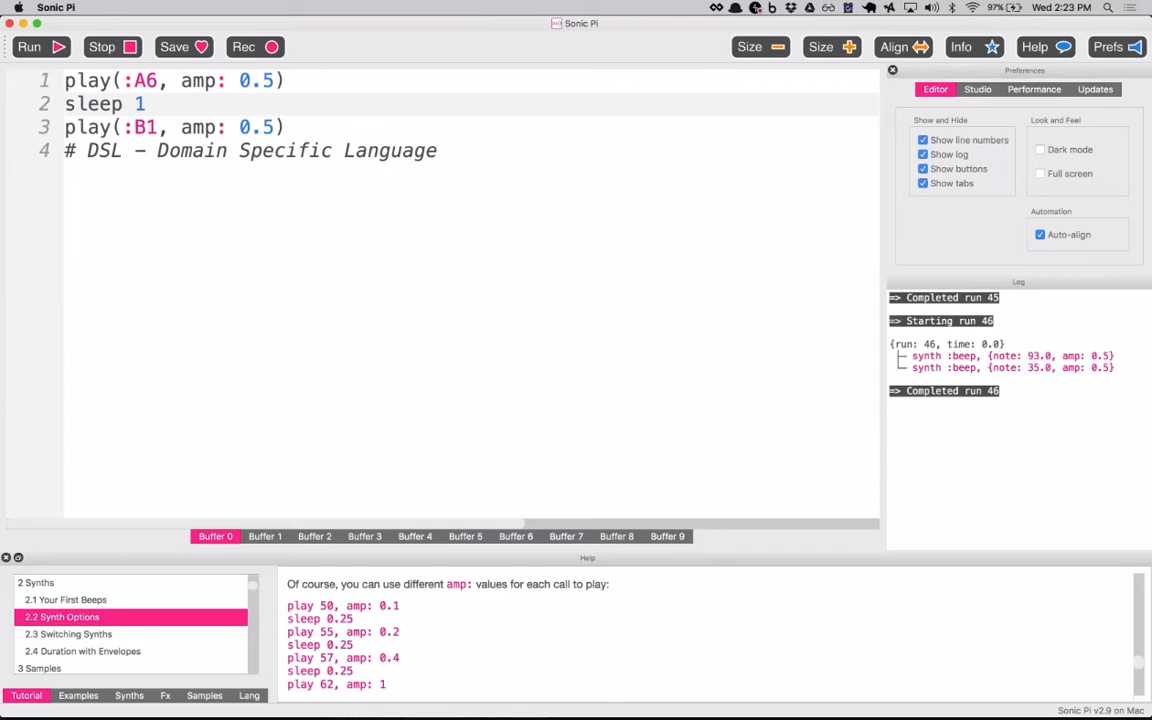 Sonic Pi
97%
Wed 2:23 PM
Sonic Pi
Run
Stop
Save
Rec
Size
Size
Align
Info
Help
Prefs
1 play(:A6, amp: 0.5)
2 sleep 1
3 play(:B1, amp: 0.5)
4 # DSL - Domain Specific Language
Preferences
Editor
Studio
Performance
Updates
Show and Hide
Show line numbers
Show log
Show buttons
Show tabs
Look and Feel
Dark mode
Full screen
Automation
Auto-align
Log
=> Completed run 45
=> Starting run 46
{run: 46, time: 0.0}
synth :beep, {note: 93.0, amp: 0.5}
synth :beep, {note: 35.0, amp: 0.5}
=> Completed run 46
Buffer 0
Buffer 1
Buffer 2
Buffer 3
Buffer 4
Buffer 5
Buffer 6
Buffer 7
Buffer 8
Buffer 9
Help
2 Synths
2.1 Your First Beeps
2.2 Synth Options
2.3 Switching Synths
2.4 Duration with Envelopes
3 Samples
Tutorial
Examples
Synths
Fx
Samples
Lang
Of course, you can use different amp: values for each call to play:
play 50, amp: 0.1
sleep 0.25
play 55, amp: 0.2
sleep 0.25
play 57, amp: 0.4
sleep 0.25
play 62, amp: 1
Sonic Pi v2.9 on Mac